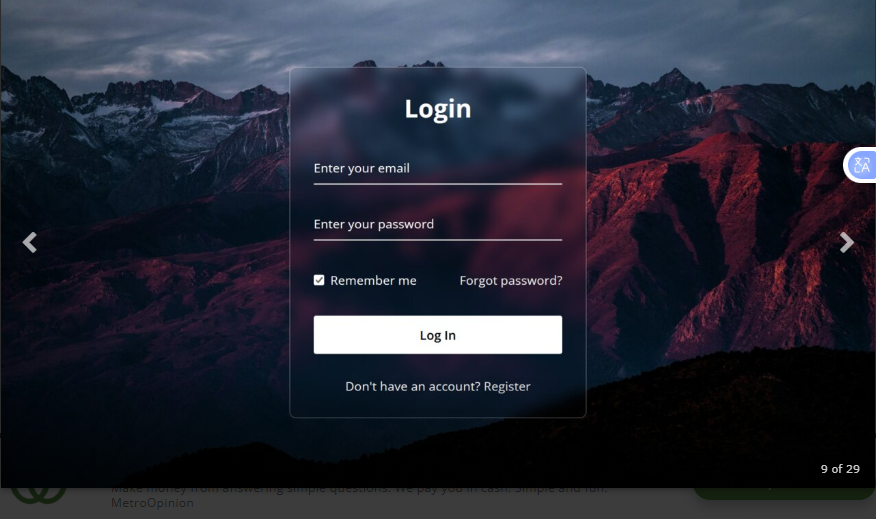 Login
Enter your email
Enter your password
Remember me Forgot password?
Log In
Don't have an account? Register
9 of 29
Make money from answering simple questions. We pay you in cash. Simple and fun.
MetroOpinion